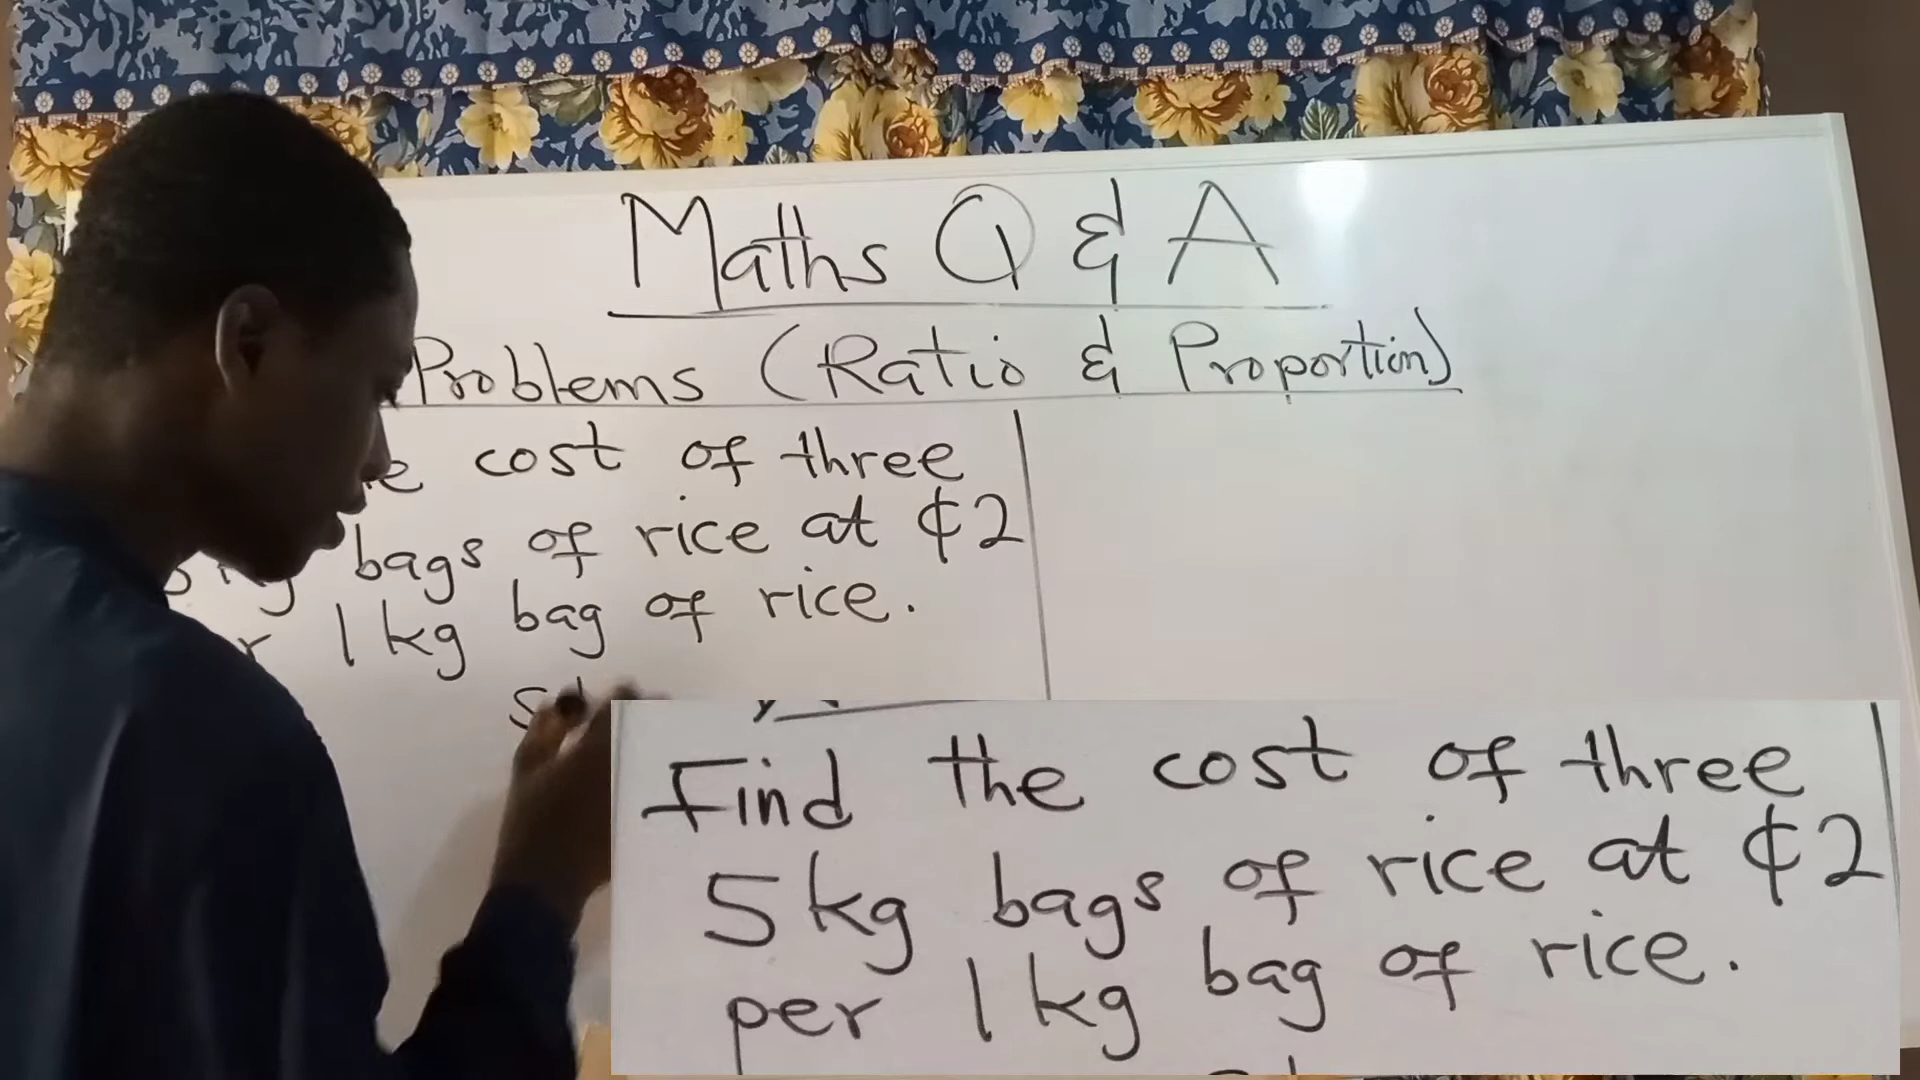 Maths Q & A
Problems (Ratio & Proportion)
cost of three
bags of rice at ₵2
1kg bag of rice.
Find the cost of three
5kg bags of rice at ₵2
per 1kg bag of rice.